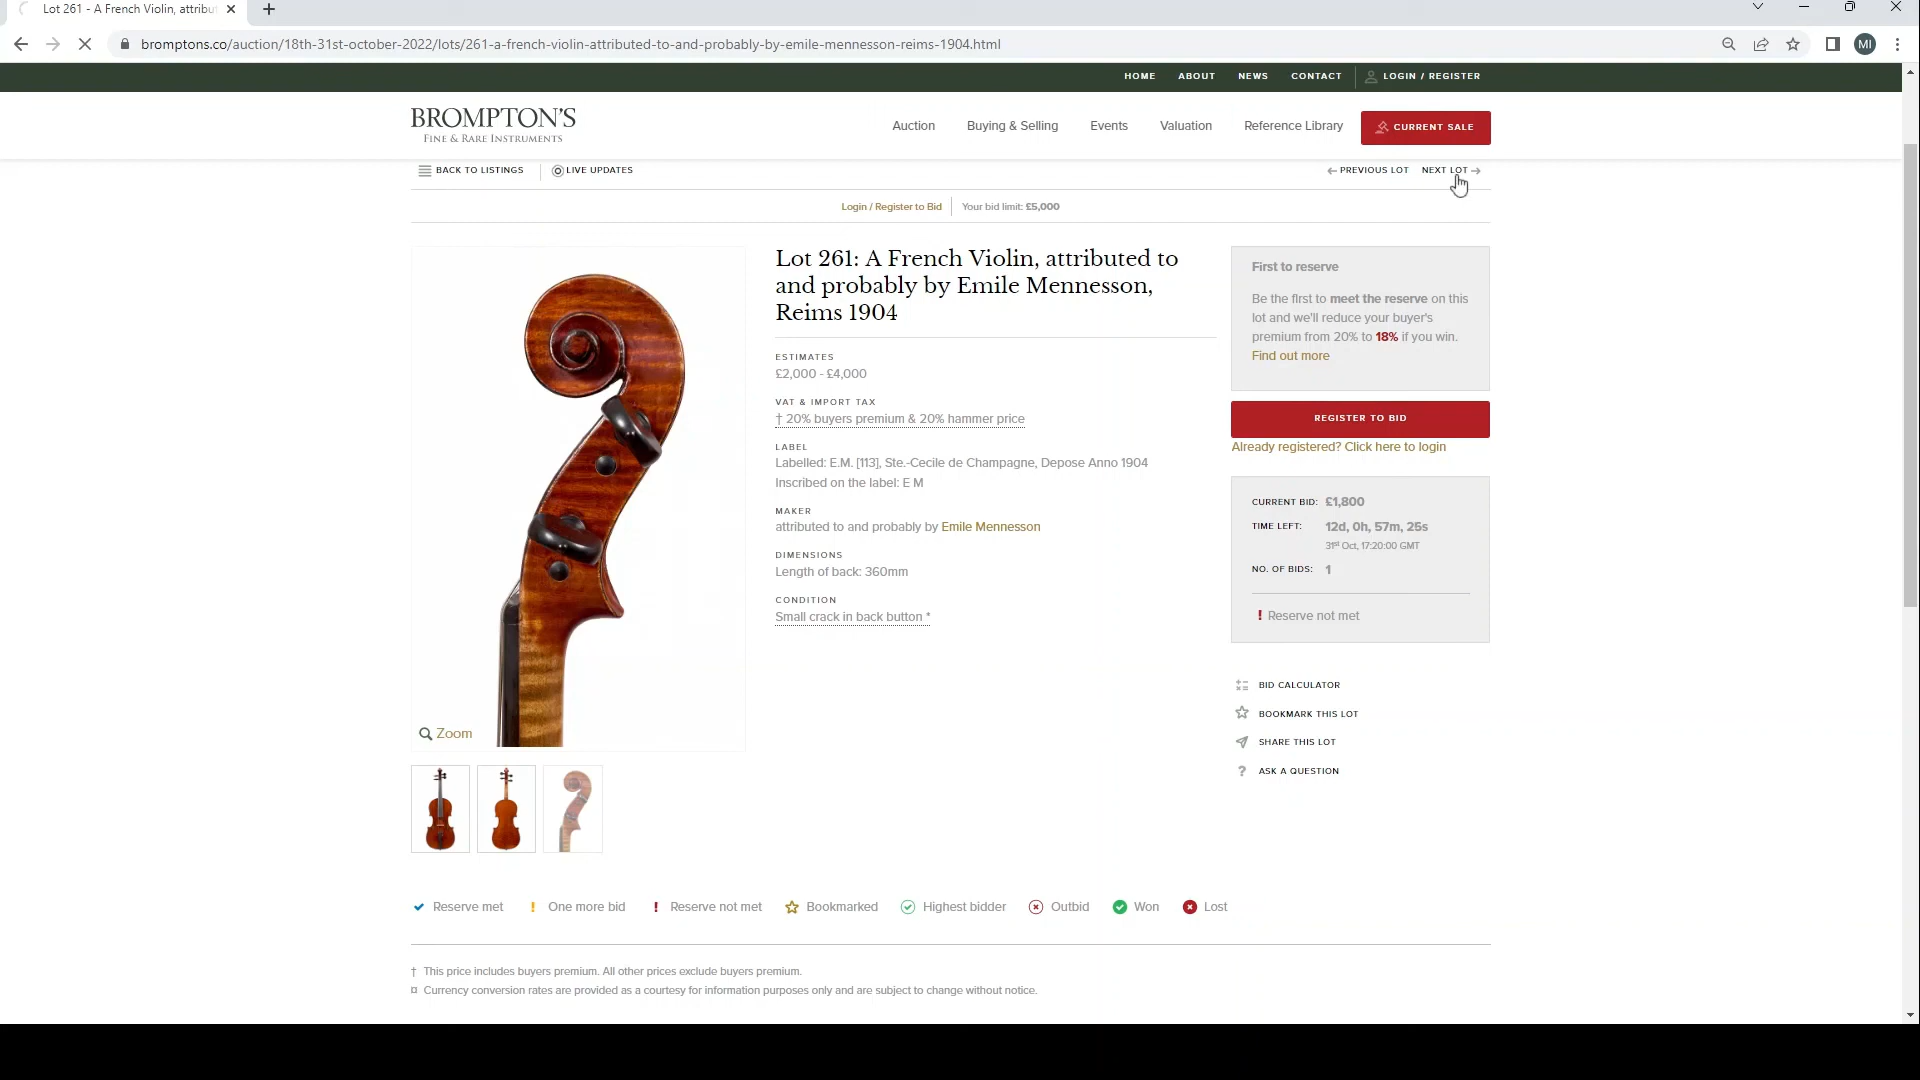 Lot 261 - A French Violin, attribut
bromptons.co/auction/18th-31st-october-2022/lots/261-a-french-violin-attributed-to-and-probably-by-emile-mennesson-reims-1904.html
MI
HOME ABOUT NEWS CONTACT LOGIN / REGISTER
BROMPTON'S
FINE & RARE INSTRUMENTS
Auction Buying & Selling Events Valuation Reference Library CURRENT SALE
BACK TO LISTINGS LIVE UPDATES PREVIOUS LOT NEXT LOT
Login / Register to Bid Your bid limit: £5,000
Lot 261: A French Violin, attributed to
and probably by Emile Mennesson,
Reims 1904
ESTIMATES
£2,000 - £4,000
VAT & IMPORT TAX
† 20% buyers premium & 20% hammer price
LABEL
Labelled: E.M. [113], Ste.-Cecile de Champagne, Depose Anno 1904
Inscribed on the label: E M
MAKER
attributed to and probably by Emile Mennesson
DIMENSIONS
Length of back: 360mm
CONDITION
Small crack in back button *
First to reserve
Be the first to meet the reserve on this
lot and we'll reduce your buyer's
premium from 20% to 18% if you win.
Find out more
REGISTER TO BID
Already registered? Click here to login
CURRENT BID: £1,800
TIME LEFT: 12d, 0h, 57m, 25s
31st Oct, 17:20:00 GMT
NO. OF BIDS: 1
! Reserve not met
BID CALCULATOR
BOOKMARK THIS LOT
SHARE THIS LOT
? ASK A QUESTION
Zoom
Reserve met ! One more bid ! Reserve not met Bookmarked Highest bidder Outbid Won Lost
† This price includes buyers premium. All other prices exclude buyers premium.
¤ Currency conversion rates are provided as a courtesy for information purposes only and are subject to change without notice.